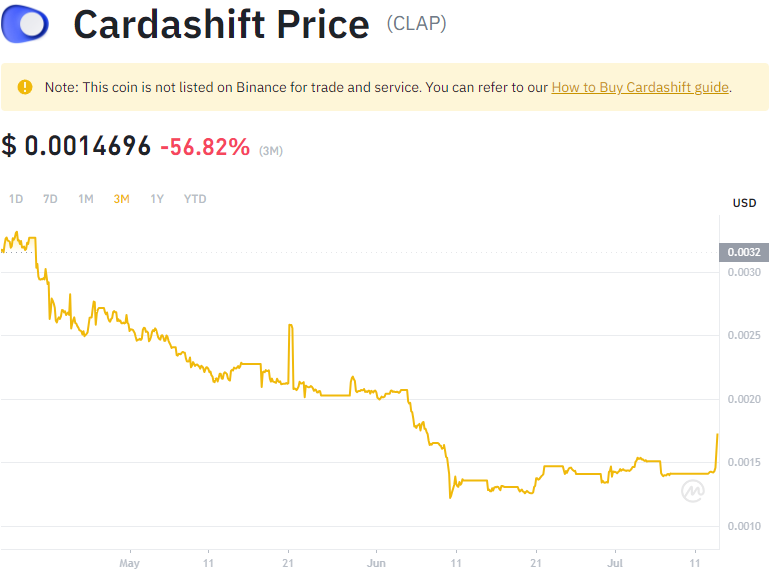 Cardashift Price (CLAP)
Note: This coin is not listed on Binance for trade and service. You can refer to our How to Buy Cardashift guide.
$ 0.0014696 -56.82% (3M)
1D 7D 1M 3M 1Y YTD
USD
0.0032
0.0030
0.0025
0.0020
0.0015
0.0010
May 11 21 Jun 11 21 Jul 11